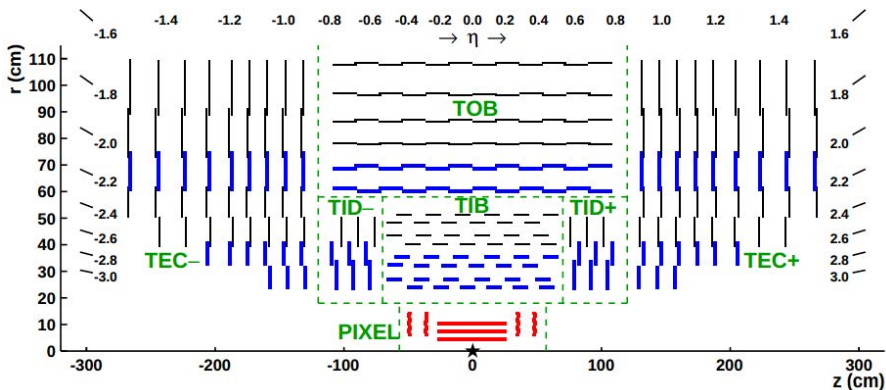 -1.6 -1.4 -1.2 -1.0 -0.8 -0.6 -0.4 -0.2 0.0 0.2 0.4 0.6 0.8 1.0 1.2 1.4 1.6
→ η →
r (cm)
110
100
90
80
70
60
50
40
30
20
10
0
-1.8
-2.0
-2.2
-2.4
-2.6
-2.8
-3.0
1.8
2.0
2.2
2.4
2.6
2.8
3.0
TOB
TID– TIB TID+
TEC– TEC+
PIXEL
-300 -200 -100 0 100 200 300
z (cm)